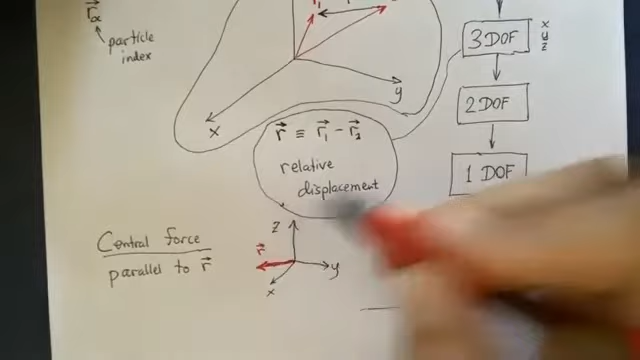 r⃗α
particle
index
y
x
r⃗ ≡ r⃗₁ - r⃗₂
relative
displacement
3 DOF
x
y
z
2 DOF
1 DOF
Central force
parallel to r⃗
z
r⃗
y
x